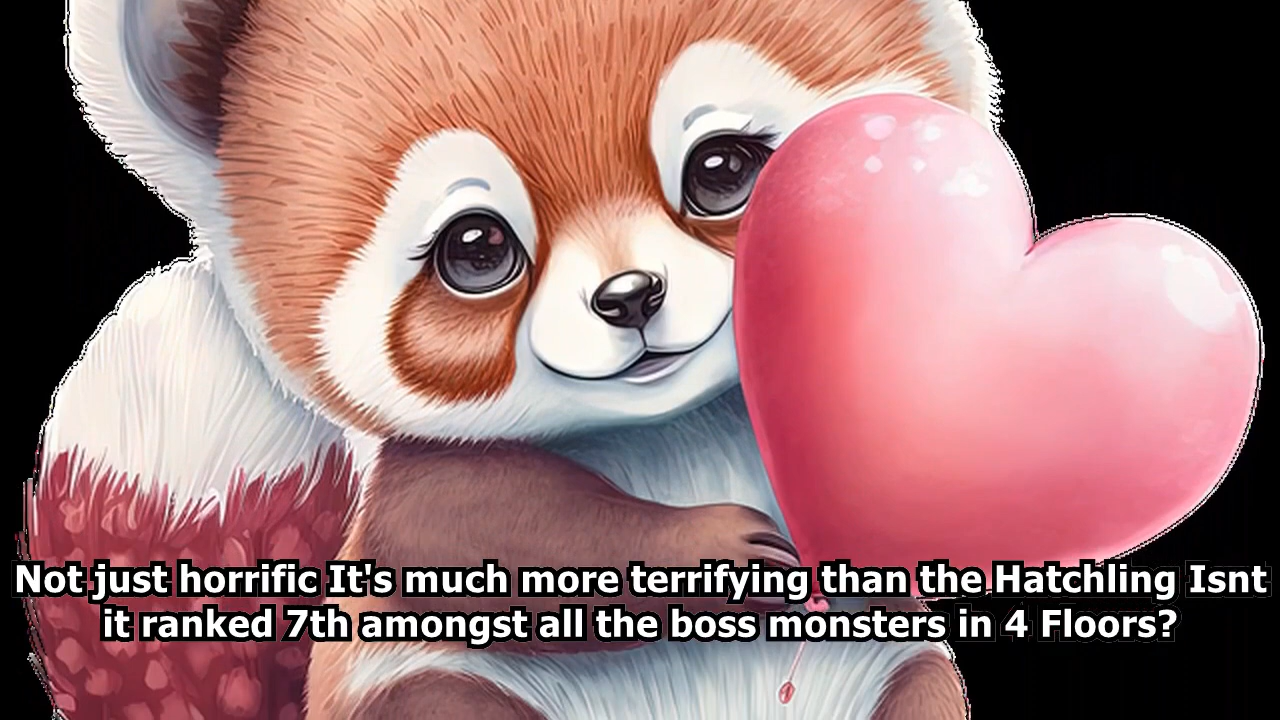 Not just horrific It's much more terrifying than the Hatchling Isnt
it ranked 7th amongst all the boss monsters in 4 Floors?